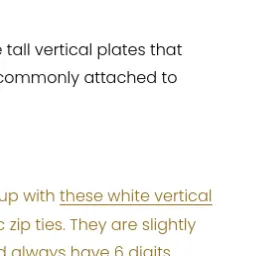 tall vertical plates that
commonly attached to
up with these white vertical
zip ties. They are slightly
always have 6 digits